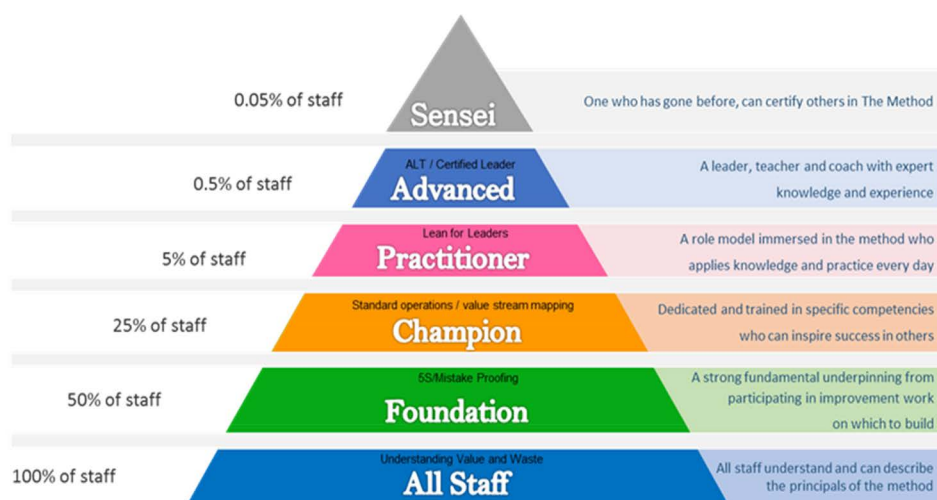 0.05% of staff
Sensei
One who has gone before, can certify others in The Method
0.5% of staff
ALT / Certified Leader
Advanced
A leader, teacher and coach with expert
knowledge and experience
5% of staff
Lean for Leaders
Practitioner
A role model immersed in the method who
applies knowledge and practice every day
25% of staff
Standard operations / value stream mapping
Champion
Dedicated and trained in specific competencies
who can inspire success in others
50% of staff
5S/Mistake Proofing
Foundation
A strong fundamental underpinning from
participating in improvement work
on which to build
100% of staff
Understanding Value and Waste
All Staff
All staff understand and can describe
the principals of the method